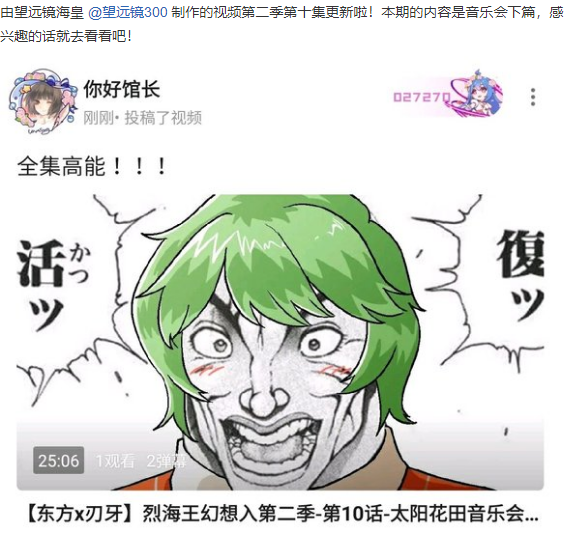 由望远镜海皇 @望远镜300 制作的视频第二季第十集更新啦！本期的内容是音乐会下篇，感
兴趣的话就去看看吧！
你好馆长
027270
刚刚·投稿了视频
全集高能！！！
復ッ
活ッ
かつ
25:06 1观看 2弹幕
【东方x刃牙】烈海王幻想入第二季-第10话-太阳花田音乐会...